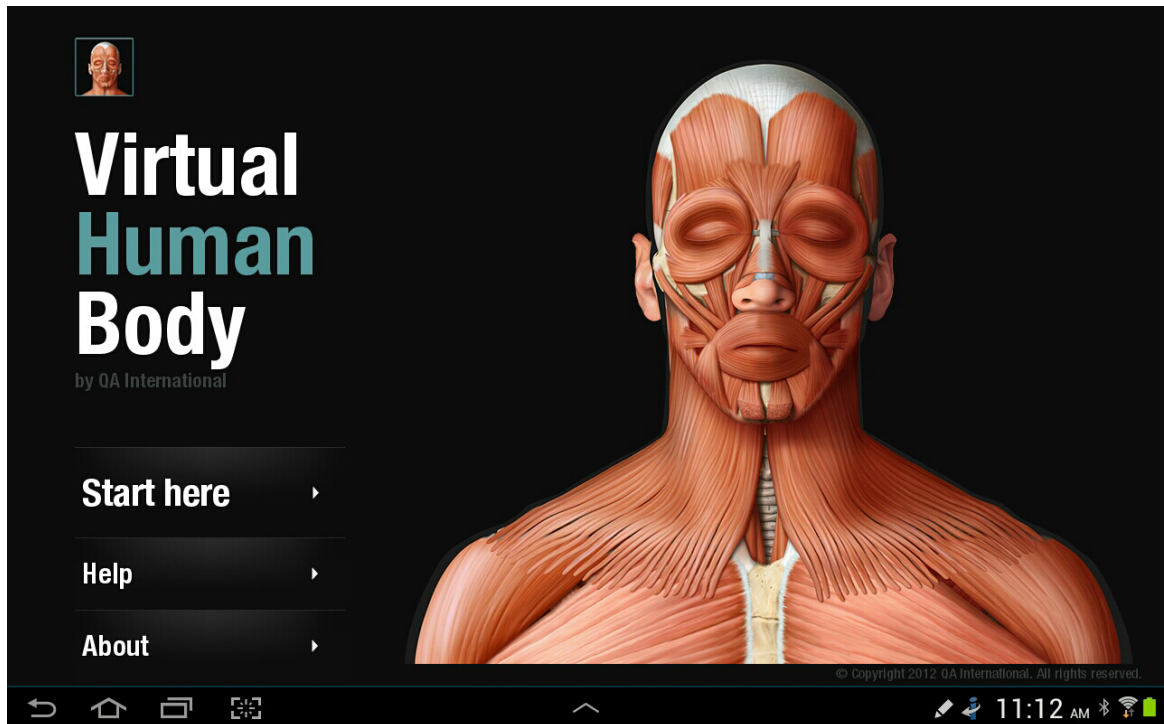 Virtual
Human
Body
by QA International
Start here
Help
About
© Copyright 2012 QA International. All rights reserved.
11:12 AM